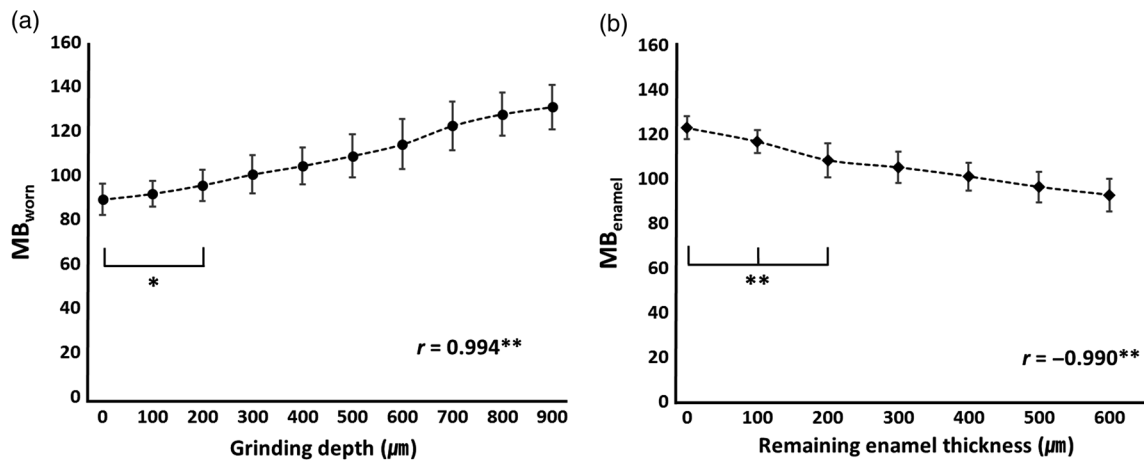 (a)
160
140
120
100
80
60
40
20
0
MBworn
*
r = 0.994**
0 100 200 300 400 500 600 700 800 900
Grinding depth (㎛)
(b)
160
140
120
100
80
60
40
20
0
MBenamel
**
r = −0.990**
0 100 200 300 400 500 600
Remaining enamel thickness (㎛)